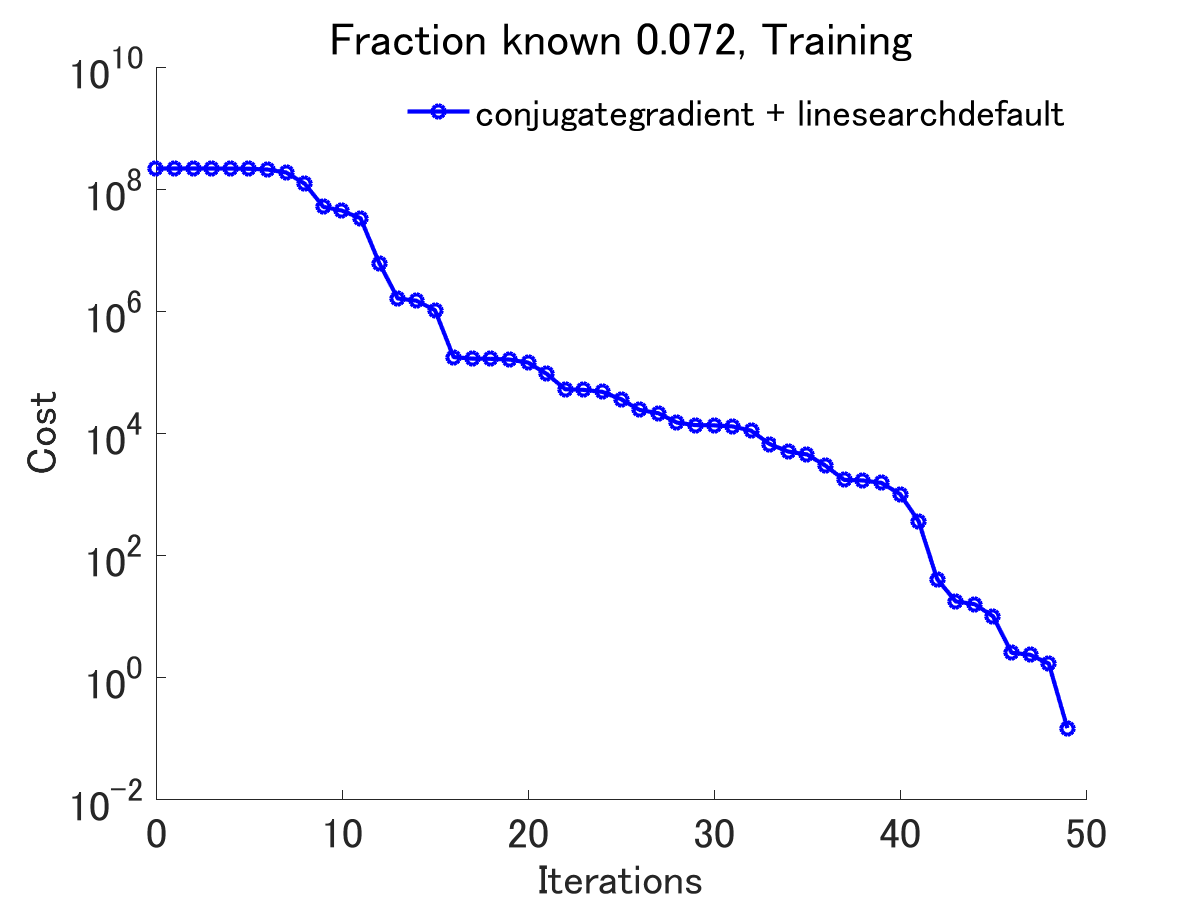 Fraction known 0.072, Training
conjugategradient + linesearchdefault
10^10
10^8
10^6
10^4
10^2
10^0
10^-2
Cost
0 10 20 30 40 50
Iterations